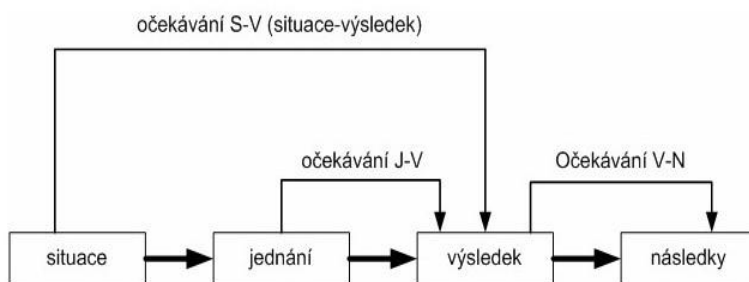 očekávání S-V (situace-výsledek)
očekávání J-V
Očekávání V-N
situace
jednání
výsledek
následky